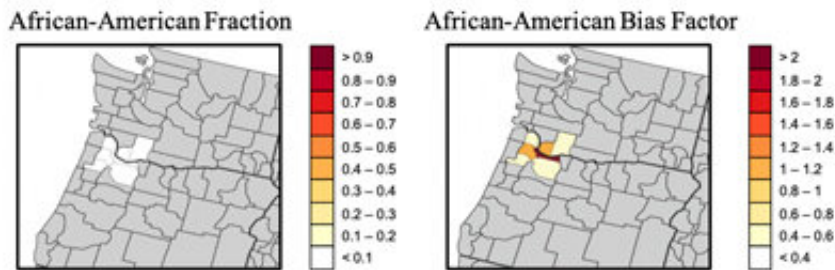 African-American Fraction
> 0.9
0.8 – 0.9
0.7 – 0.8
0.6 – 0.7
0.5 – 0.6
0.4 – 0.5
0.3 – 0.4
0.2 – 0.3
0.1 – 0.2
< 0.1
African-American Bias Factor
> 2
1.8 – 2
1.6 – 1.8
1.4 – 1.6
1.2 – 1.4
1 – 1.2
0.8 – 1
0.6 – 0.8
0.4 – 0.6
< 0.4